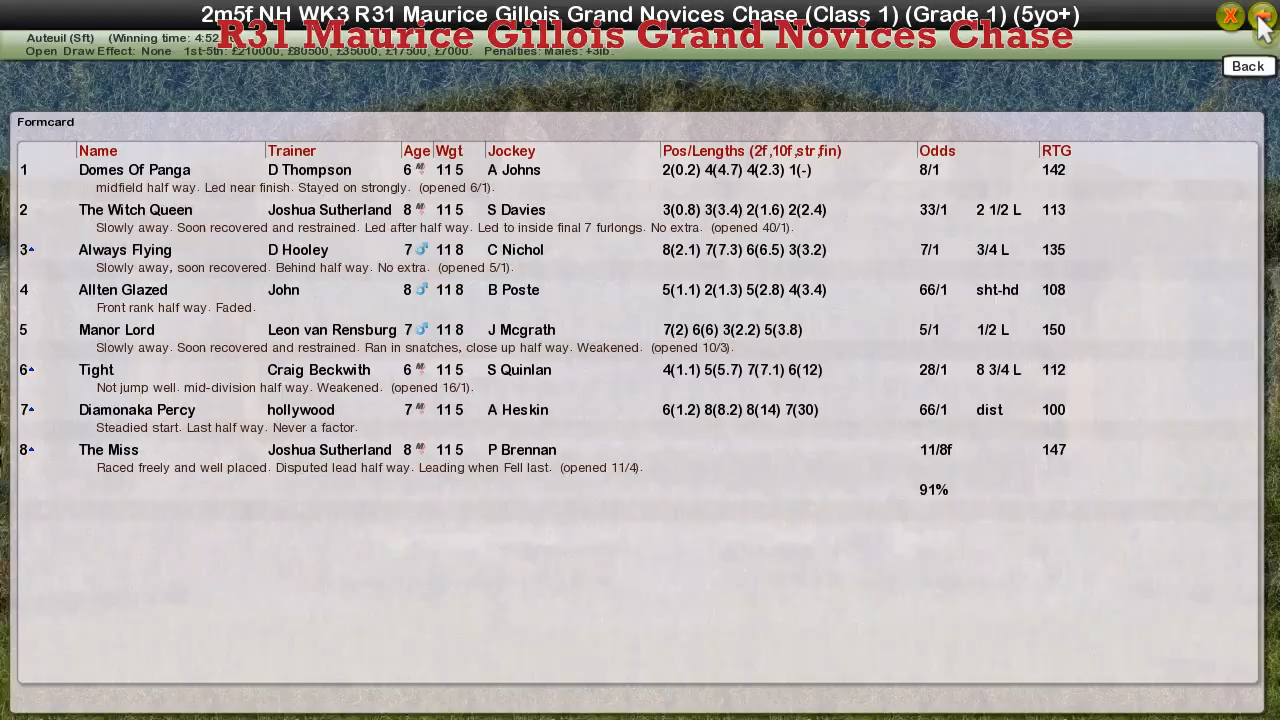 2m5f NH WK3 R31 Maurice Gillois Grand Novices Chase (Class 1) (Grade 1) (5yo+)
R31 Maurice Gillois Grand Novices Chase
Auteuil (Sft) (Winning time: 4:52
Open Draw Effect: None 1st-5th: £210000, £80500, £35000, £17500, £7000. Penalties: Males: +3lb.
X
Back
Formcard
Name Trainer Age Wgt Jockey Pos/Lengths (2f,10f,str,fin) Odds RTG
1 Domes Of Panga D Thompson 6 11 5 A Johns 2(0.2) 4(4.7) 4(2.3) 1(-) 8/1 142
midfield half way. Led near finish. Stayed on strongly. (opened 6/1).
2 The Witch Queen Joshua Sutherland 8 11 5 S Davies 3(0.8) 3(3.4) 2(1.6) 2(2.4) 33/1 2 1/2 L 113
Slowly away. Soon recovered and restrained. Led after half way. Led to inside final 7 furlongs. No extra. (opened 40/1).
3 Always Flying D Hooley 7 11 8 C Nichol 8(2.1) 7(7.3) 6(6.5) 3(3.2) 7/1 3/4 L 135
Slowly away, soon recovered. Behind half way. No extra. (opened 5/1).
4 Allten Glazed John 8 11 8 B Poste 5(1.1) 2(1.3) 5(2.8) 4(3.4) 66/1 sht-hd 108
Front rank half way. Faded.
5 Manor Lord Leon van Rensburg 7 11 8 J Mcgrath 7(2) 6(6) 3(2.2) 5(3.8) 5/1 1/2 L 150
Slowly away. Soon recovered and restrained. Ran in snatches, close up half way. Weakened. (opened 10/3).
6 Tight Craig Beckwith 6 11 5 S Quinlan 4(1.1) 5(5.7) 7(7.1) 6(12) 28/1 8 3/4 L 112
Not jump well. mid-division half way. Weakened. (opened 16/1).
7 Diamonaka Percy hollywood 7 11 5 A Heskin 6(1.2) 8(8.2) 8(14) 7(30) 66/1 dist 100
Steadied start. Last half way. Never a factor.
8 The Miss Joshua Sutherland 8 11 5 P Brennan 11/8f 147
Raced freely and well placed. Disputed lead half way. Leading when Fell last. (opened 11/4).
91%